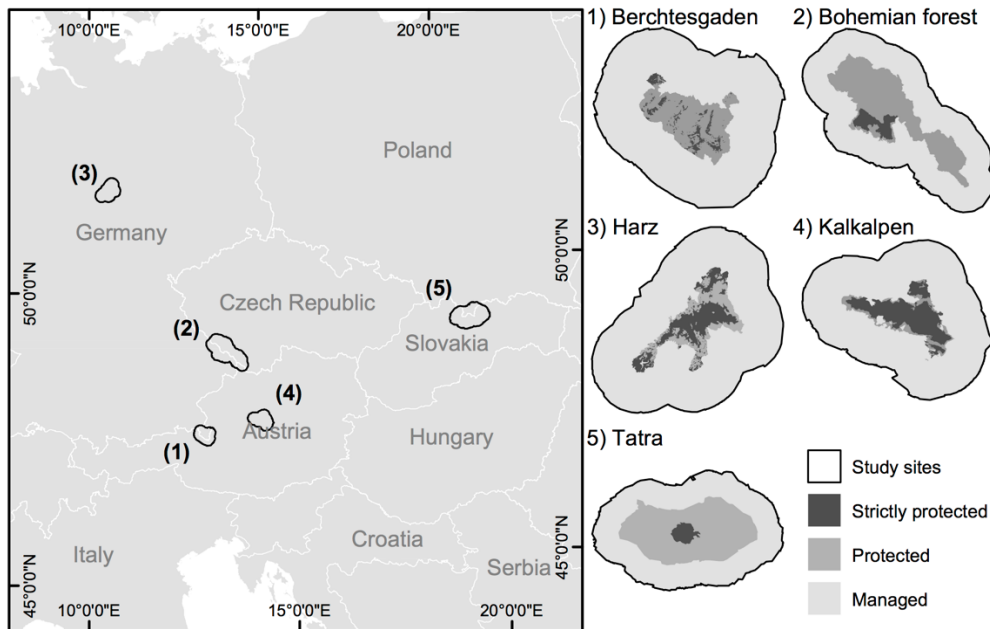 10°0'0"E
15°0'0"E
20°0'0"E
Poland
(3)
Germany
50°0'0"N
50°0'0"N
Czech Republic
(5)
(2)
Slovakia
(4)
Austria
(1)
Hungary
Italy
Croatia
Serbia
45°0'0"N
45°0'0"N
10°0'0"E
15°0'0"E
20°0'0"E
1) Berchtesgaden
2) Bohemian forest
3) Harz
4) Kalkalpen
5) Tatra
Study sites
Strictly protected
Protected
Managed